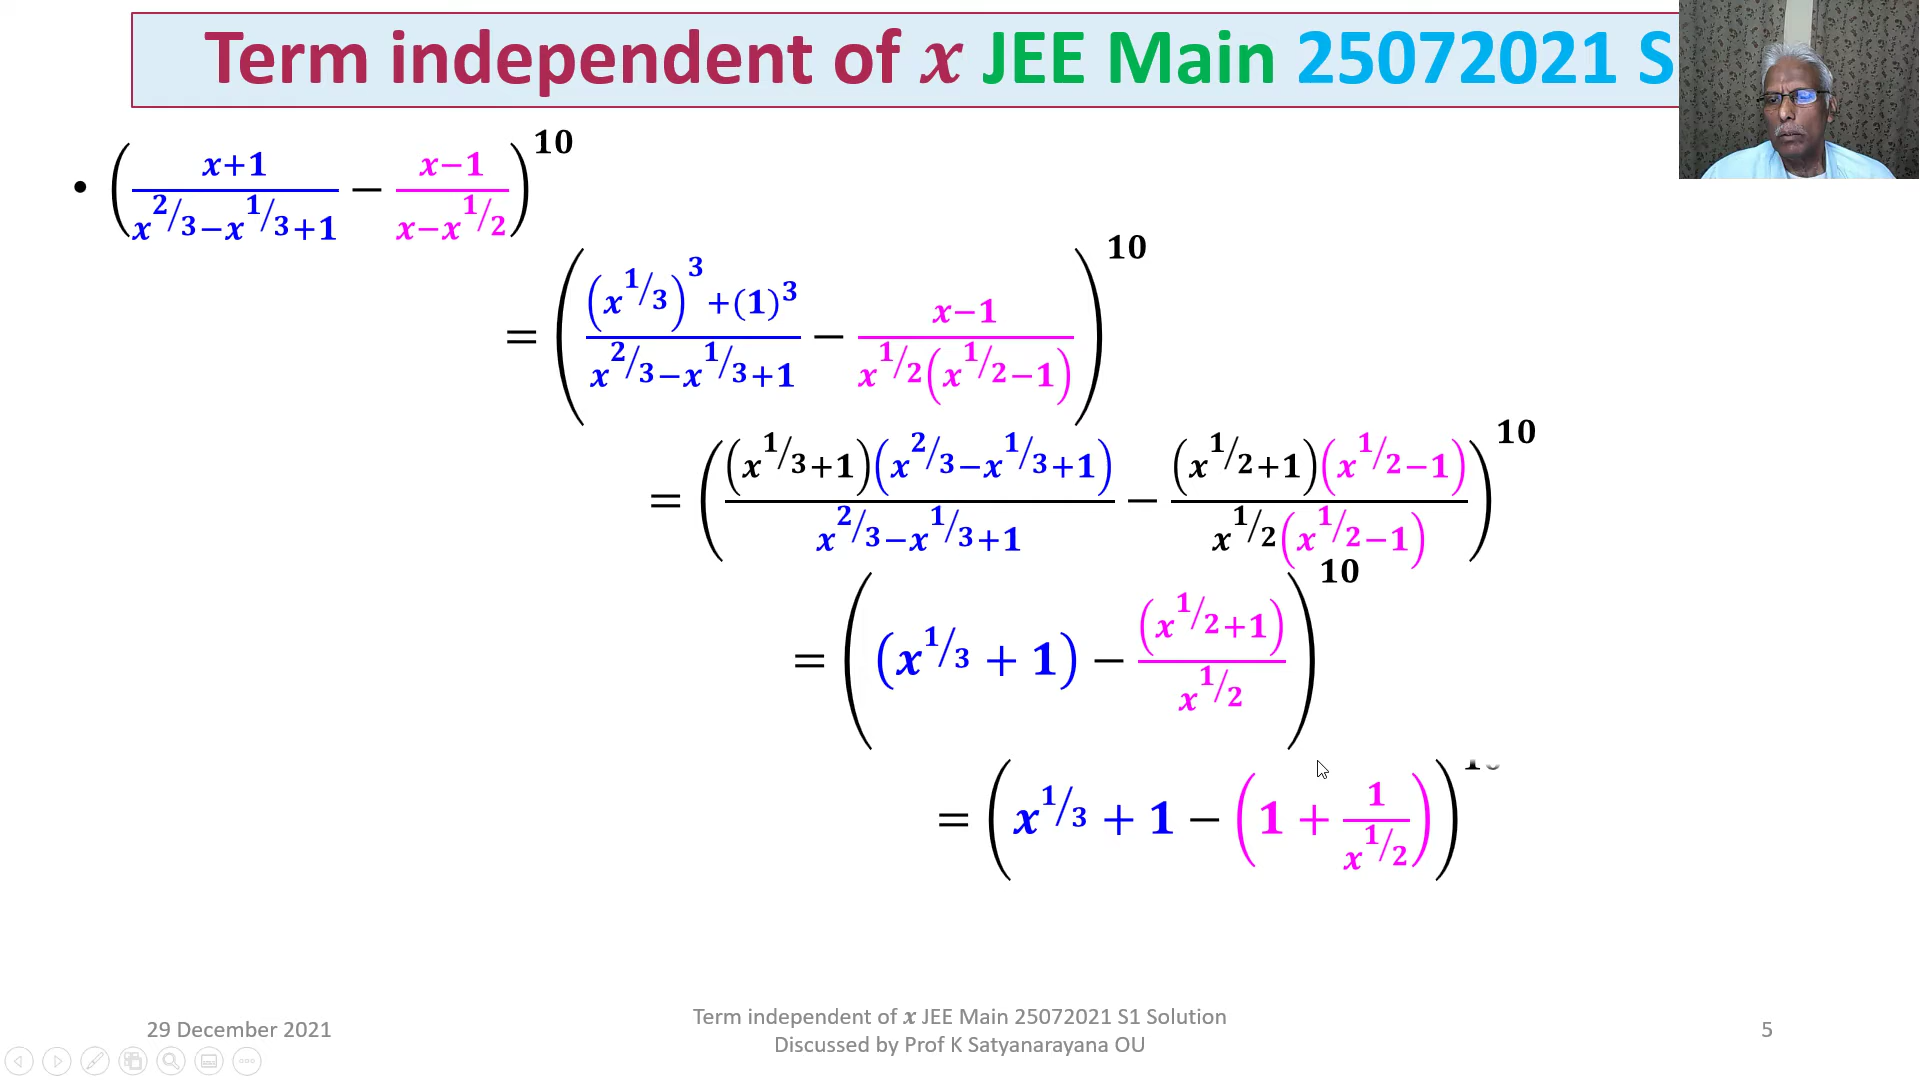 Term independent of x JEE Main 25072021 S
• ((x+1)/(x^(2/3)−x^(1/3)+1) − (x−1)/(x−x^(1/2)))^10
= (((x^(1/3))^3+(1)^3)/(x^(2/3)−x^(1/3)+1) − (x−1)/(x^(1/2)(x^(1/2)−1)))^10
= (((x^(1/3)+1)(x^(2/3)−x^(1/3)+1))/(x^(2/3)−x^(1/3)+1) − ((x^(1/2)+1)(x^(1/2)−1))/(x^(1/2)(x^(1/2)−1)))^10
= ((x^(1/3) + 1) − (x^(1/2)+1)/x^(1/2))^10
= (x^(1/3) + 1 − (1 + 1/x^(1/2)))
29 December 2021
Term independent of x JEE Main 25072021 S1 Solution
Discussed by Prof K Satyanarayana OU
5